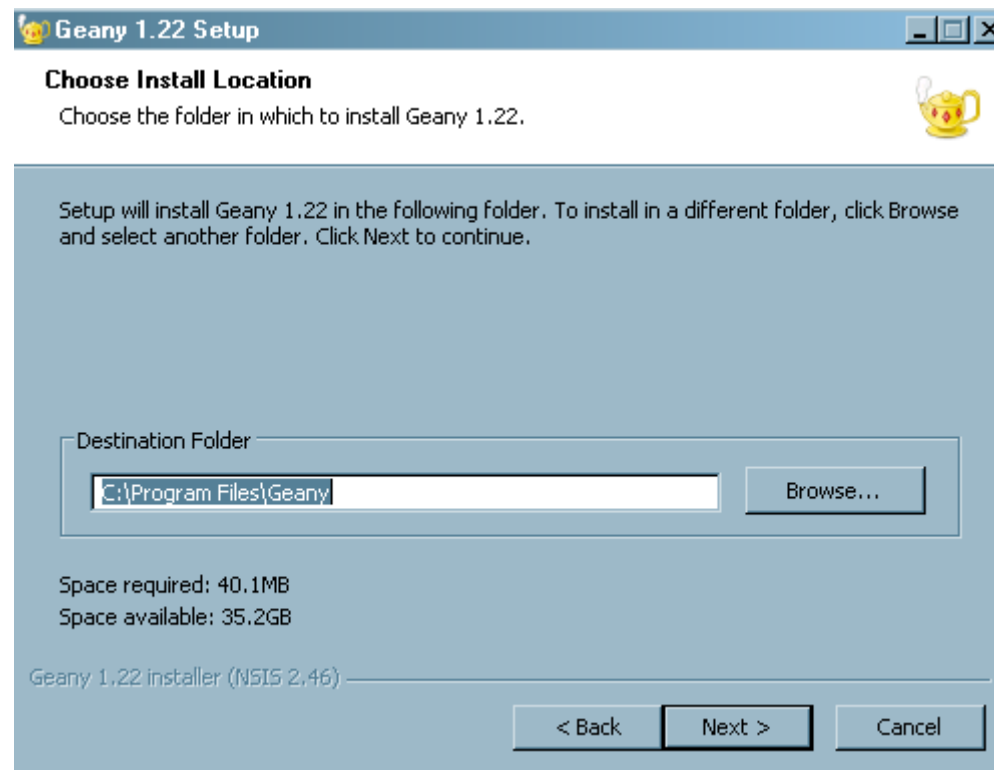 Geany 1.22 Setup
Choose Install Location
Choose the folder in which to install Geany 1.22.
Setup will install Geany 1.22 in the following folder. To install in a different folder, click Browse
and select another folder. Click Next to continue.
Destination Folder
C:\Program Files\Geany
Browse...
Space required: 40.1MB
Space available: 35.2GB
Geany 1.22 installer (NSIS 2.46)
< Back
Next >
Cancel